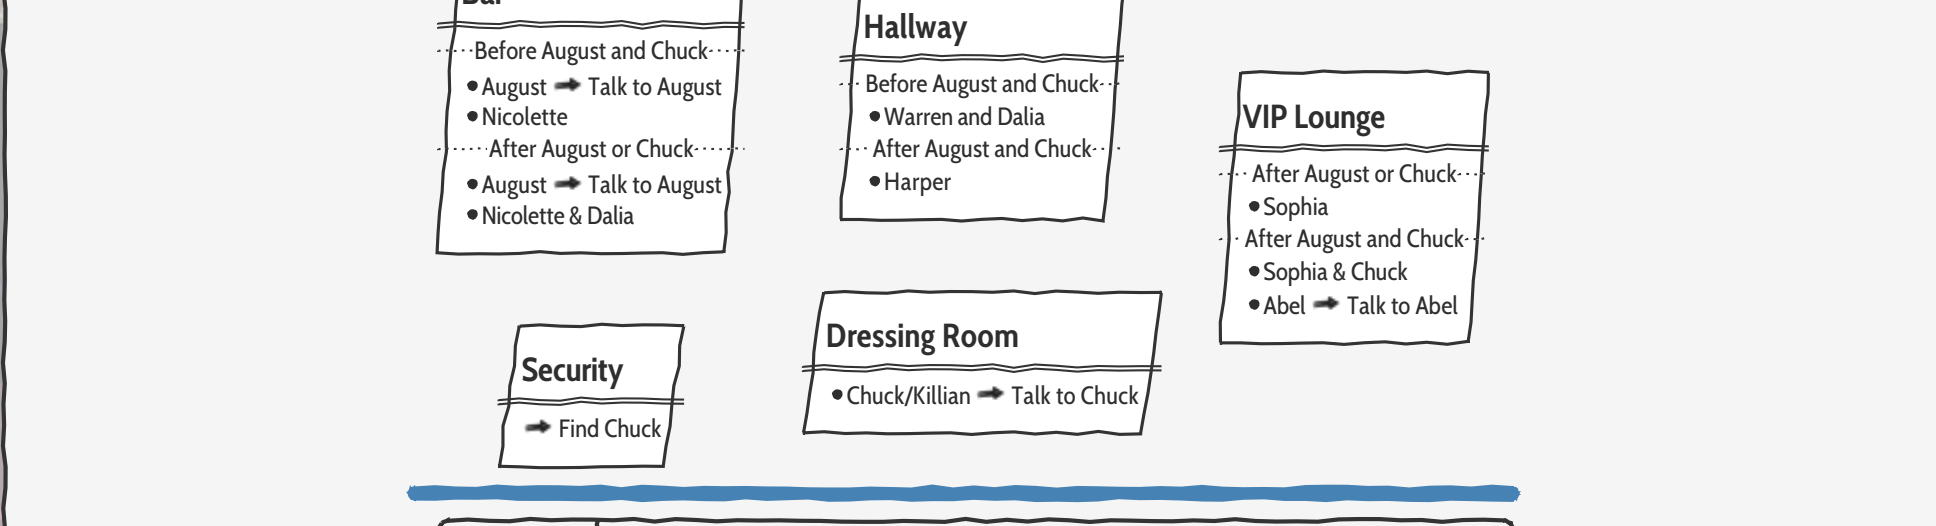 Bar
Before August and Chuck
August → Talk to August
Nicolette
After August or Chuck
August → Talk to August
Nicolette & Dalia
Hallway
Before August and Chuck
Warren and Dalia
After August and Chuck
Harper
VIP Lounge
After August or Chuck
Sophia
After August and Chuck
Sophia & Chuck
Abel → Talk to Abel
Security
→ Find Chuck
Dressing Room
Chuck/Killian → Talk to Chuck